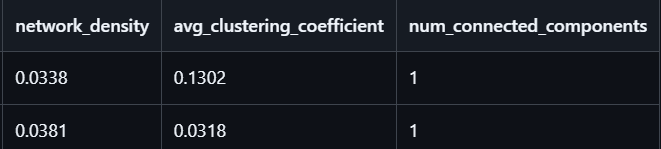 network_density avg_clustering_coefficient num_connected_components
0.0338 0.1302 1
0.0381 0.0318 1